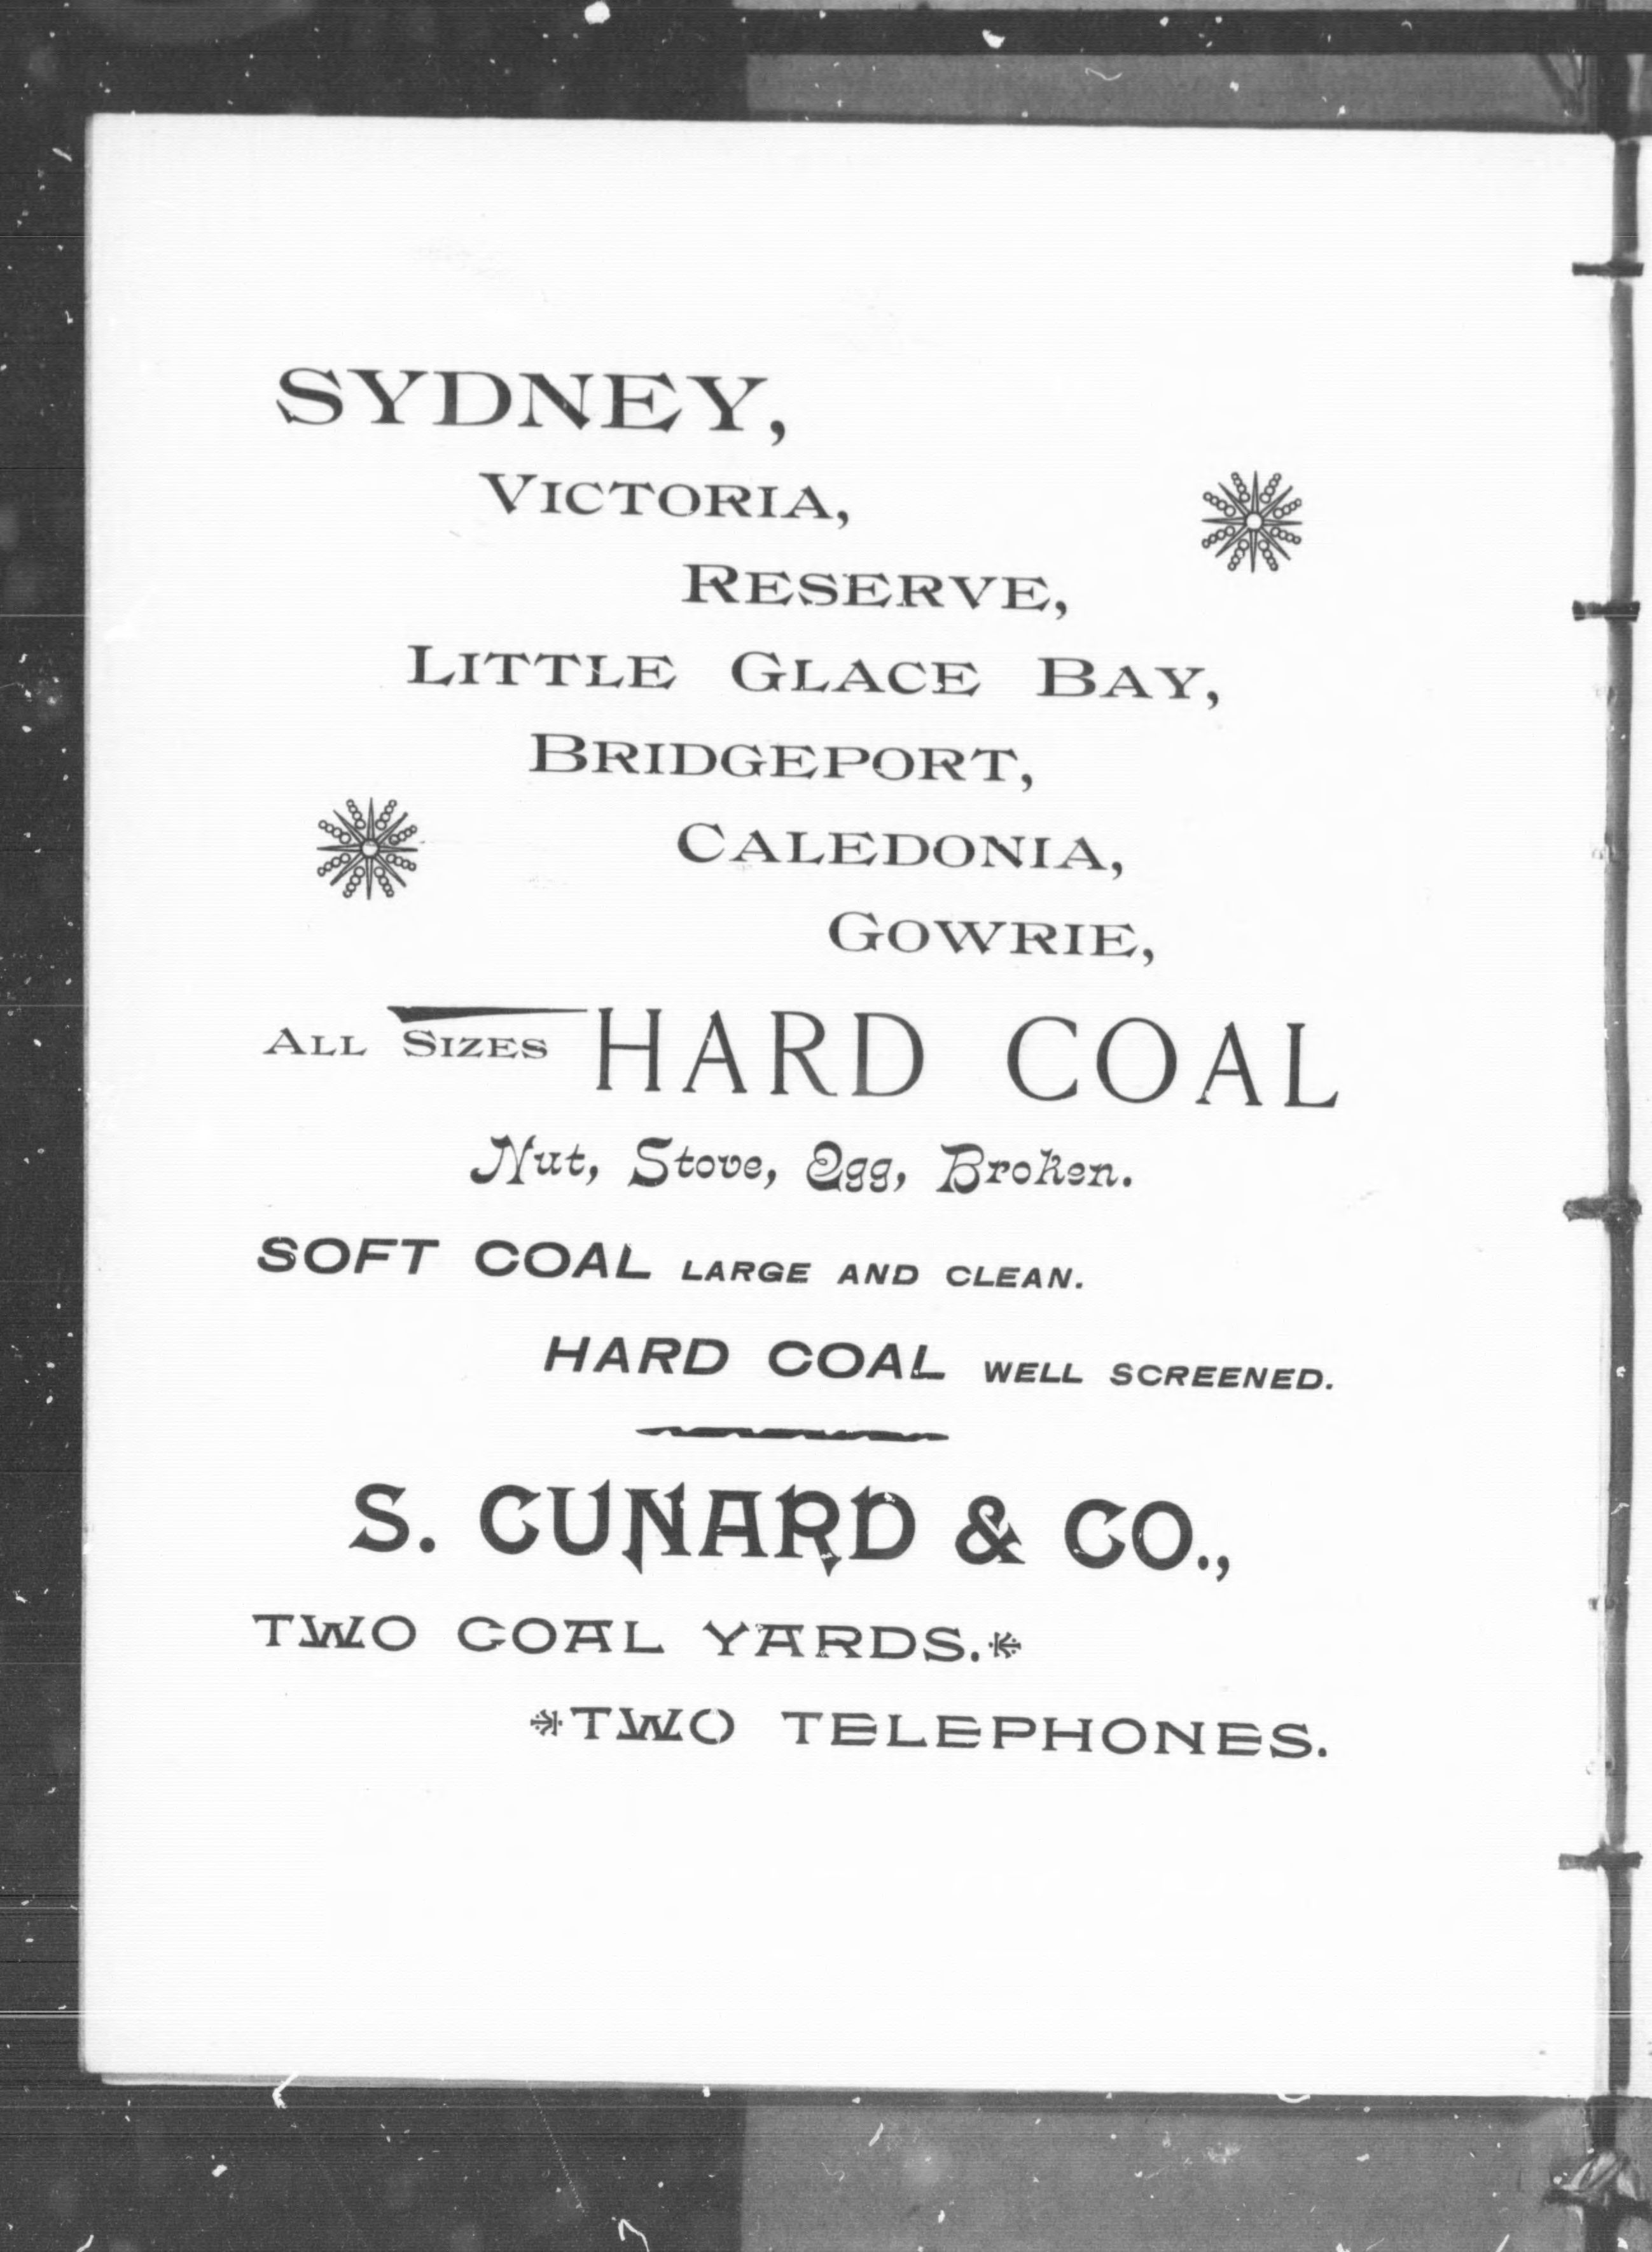 SYDNEY,
VICTORIA,
RESERVE,
LITTLE GLACE BAY,
BRIDGEPORT,
CALEDONIA,
GOWRIE,
ALL SIZES HARD COAL
Nut, Stove, Egg, Broken.
SOFT COAL LARGE AND CLEAN.
HARD COAL WELL SCREENED.
S. CUNARD & CO.,
TWO COAL YARDS.
TWO TELEPHONES.